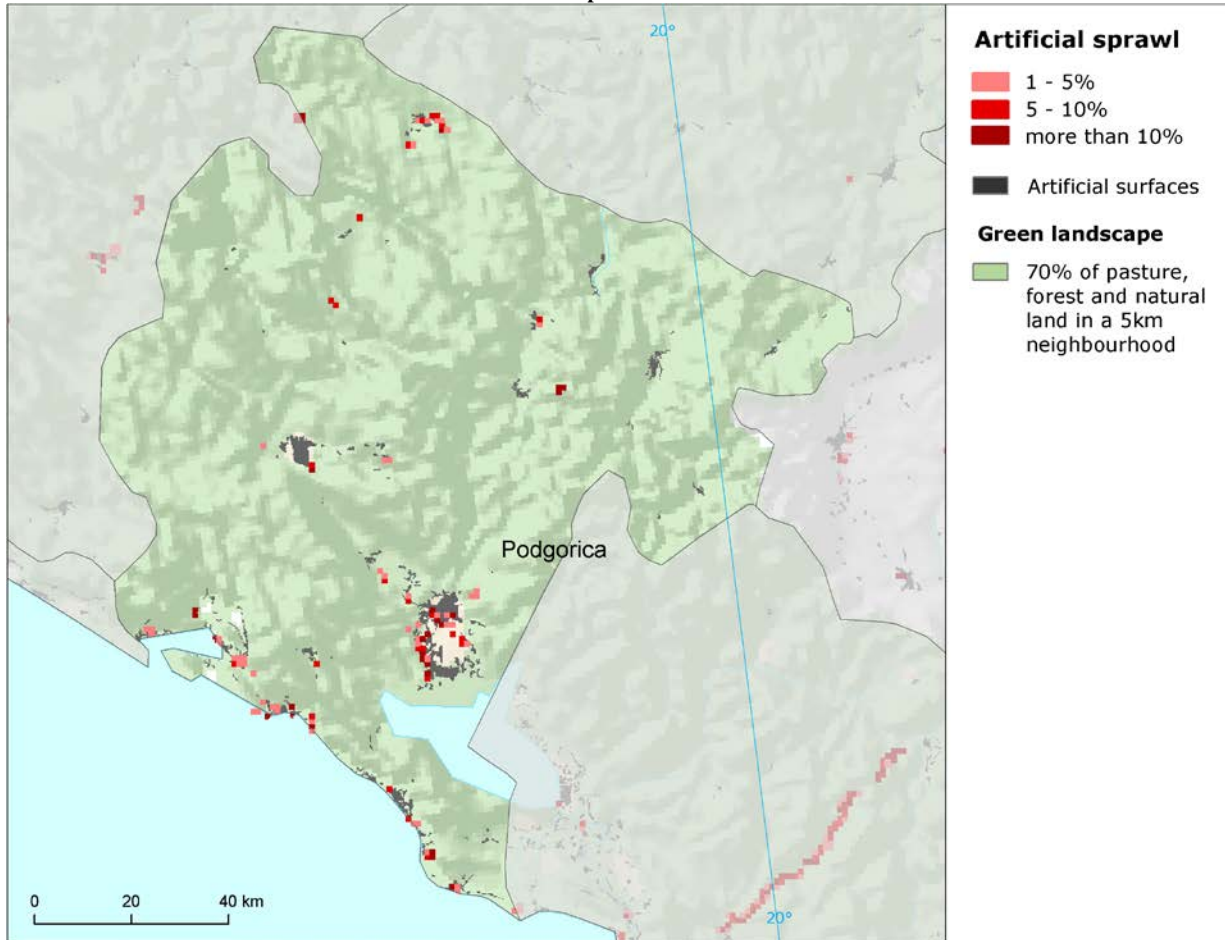 20°
Podgorica
20°
0 20 40 km
Artificial sprawl
1 - 5%
5 - 10%
more than 10%
Artificial surfaces
Green landscape
70% of pasture,
forest and natural
land in a 5km
neighbourhood